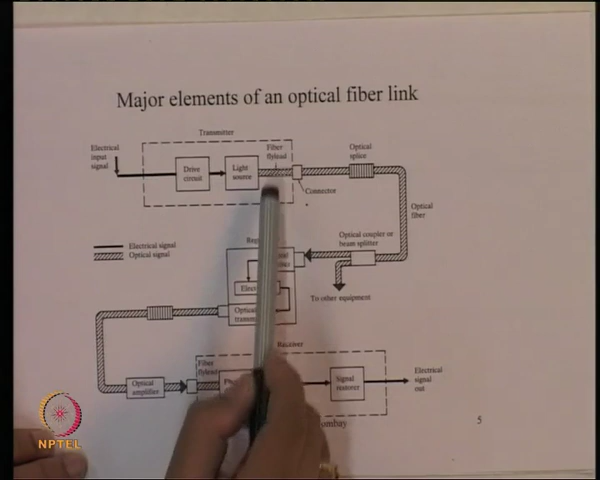 Major elements of an optical fiber link
Transmitter
Electrical
input
signal
Drive
circuit
Light
source
Fiber
flylead
Connector
Optical
splice
Optical
fiber
Optical coupler or
beam splitter
To other equipment
Electrical signal
Optical signal
Optical
Receiver
Fiber
flylead
Optical
amplifier
Signal
Electrical
signal
out
5
NPTEL